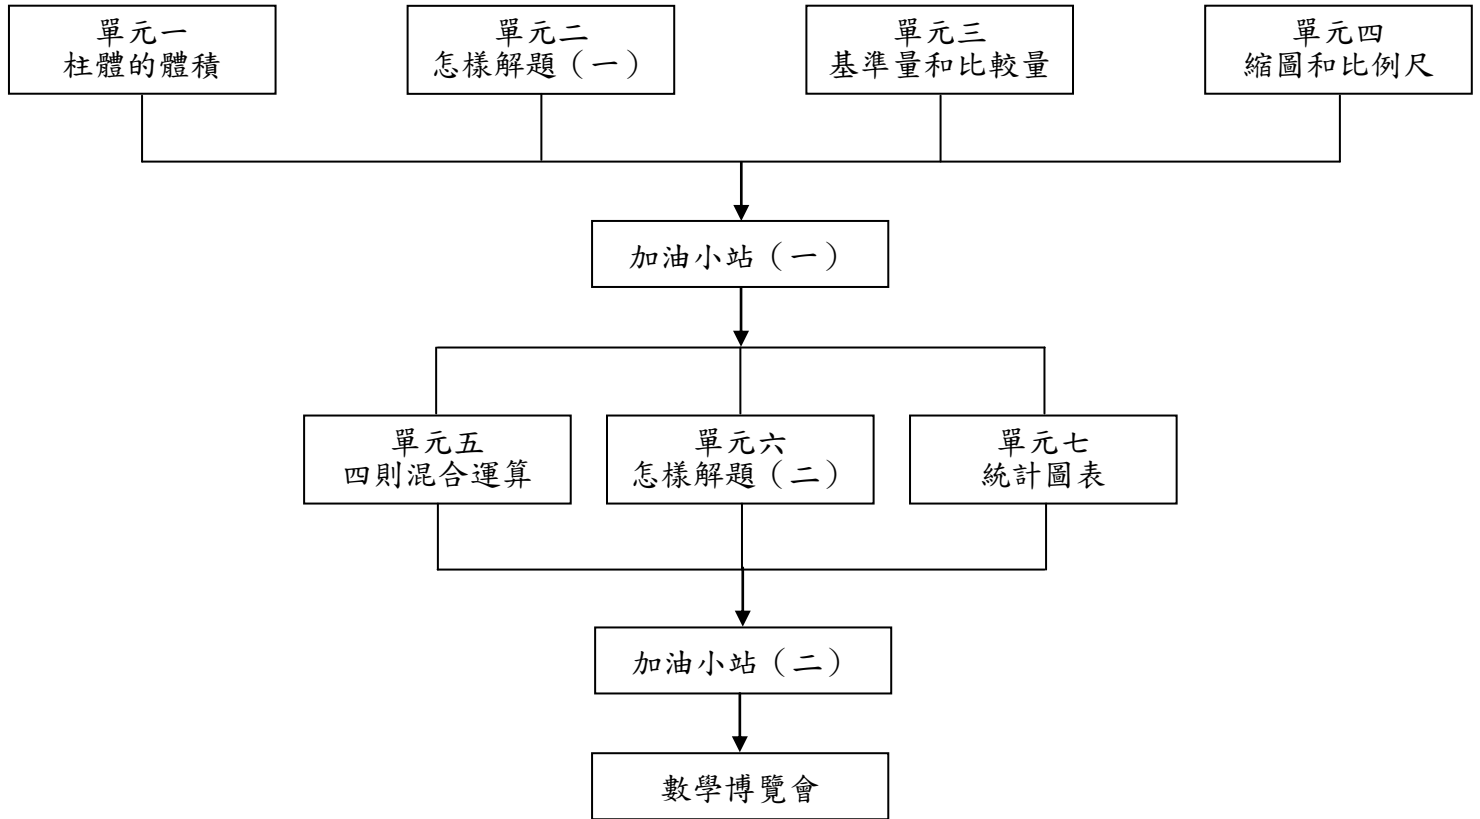 單元一
柱體的體積
單元二
怎樣解題（一）
單元三
基準量和比較量
單元四
縮圖和比例尺
加油小站（一）
單元五
四則混合運算
單元六
怎樣解題（二）
單元七
統計圖表
加油小站（二）
數學博覽會